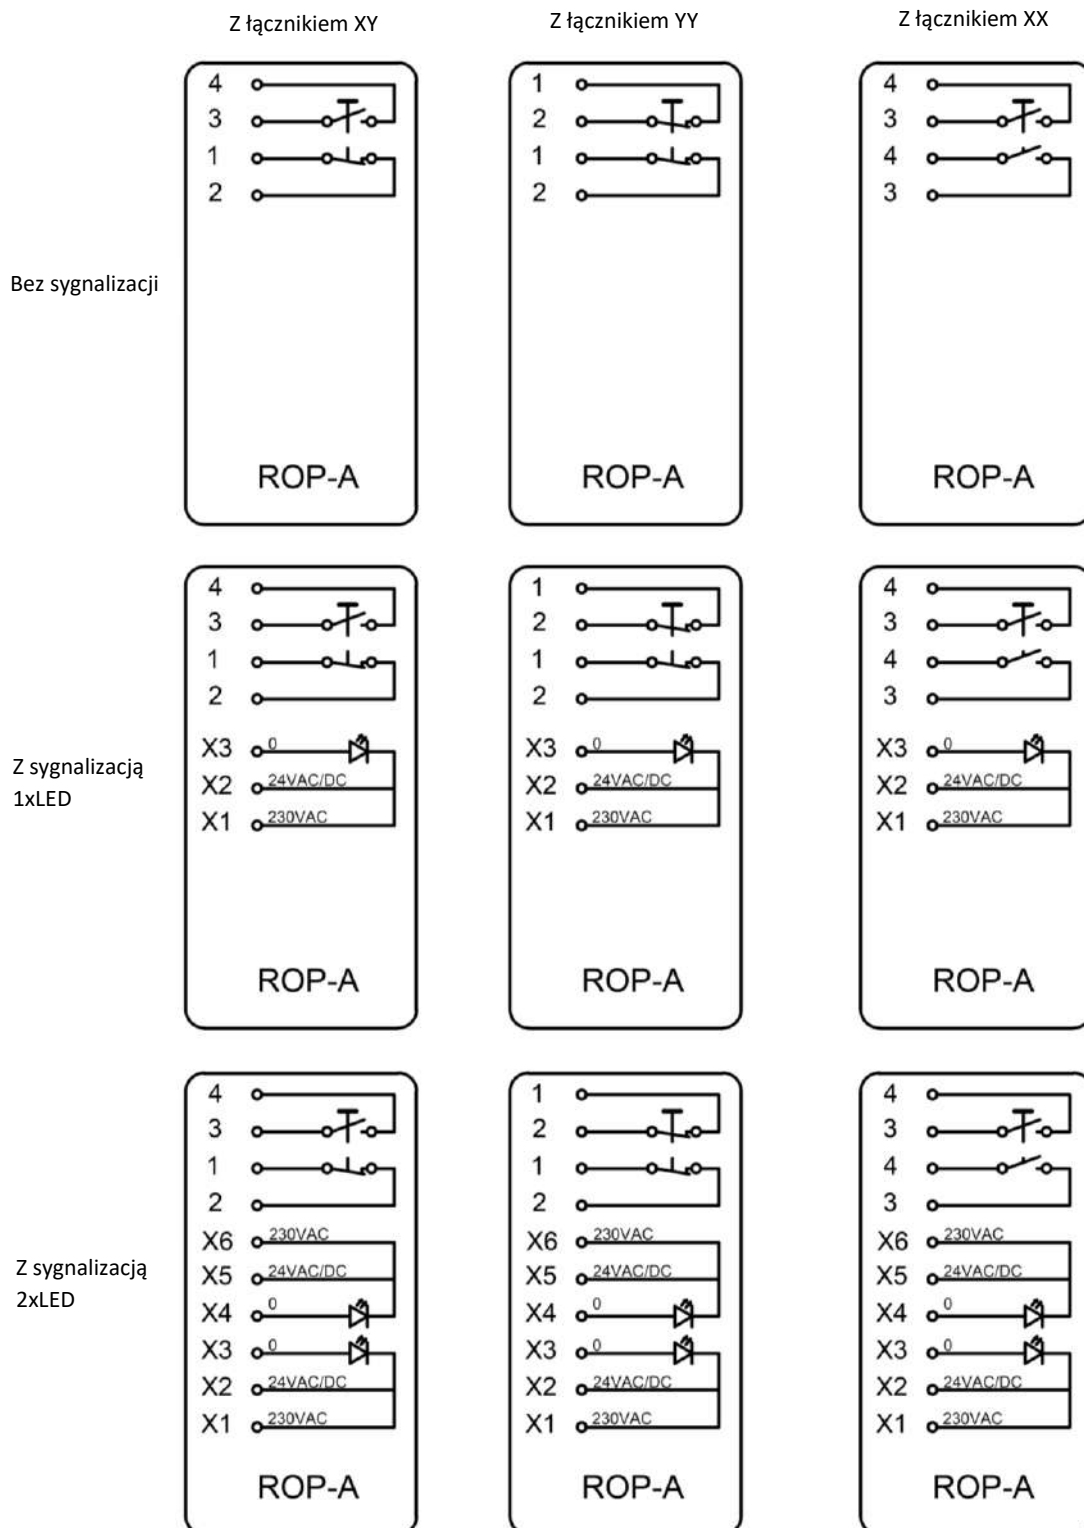 Z łącznikiem XY
Z łącznikiem YY
Z łącznikiem XX
Bez sygnalizacji
4
3
1
2
ROP-A
1
2
1
2
ROP-A
4
3
4
3
ROP-A
Z sygnalizacją
1xLED
4
3
1
2
X3 0
X2 24VAC/DC
X1 230VAC
ROP-A
1
2
1
2
X3 0
X2 24VAC/DC
X1 230VAC
ROP-A
4
3
4
3
X3 0
X2 24VAC/DC
X1 230VAC
ROP-A
Z sygnalizacją
2xLED
4
3
1
2
X6 230VAC
X5 24VAC/DC
X4 0
X3 0
X2 24VAC/DC
X1 230VAC
ROP-A
1
2
1
2
X6 230VAC
X5 24VAC/DC
X4 0
X3 0
X2 24VAC/DC
X1 230VAC
ROP-A
4
3
4
3
X6 230VAC
X5 24VAC/DC
X4 0
X3 0
X2 24VAC/DC
X1 230VAC
ROP-A